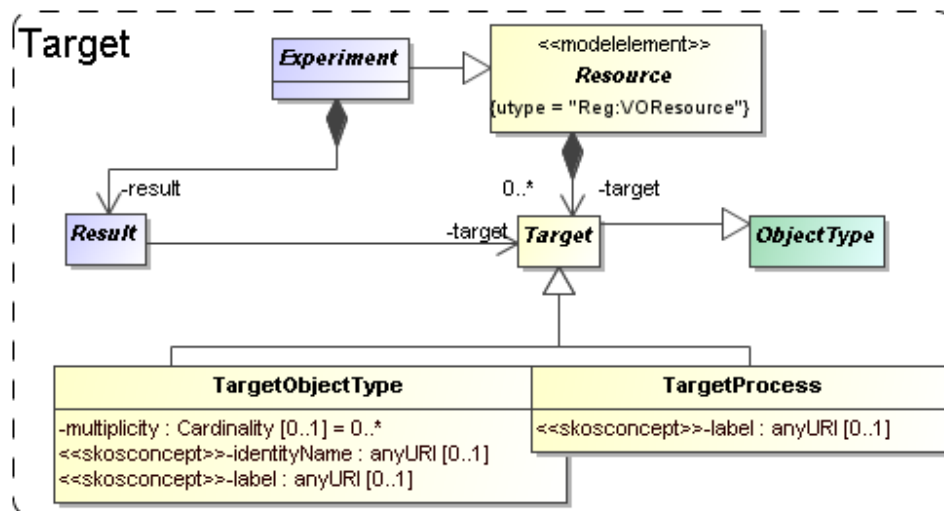 Target
Experiment
<<modelelement>>
Resource
{utype = "Reg:VOResource"}
-result
0..*
-target
Result
-target
Target
ObjectType
TargetObjectType
-multiplicity : Cardinality [0..1] = 0..*
<<skosconcept>>-identityName : anyURI [0..1]
<<skosconcept>>-label : anyURI [0..1]
TargetProcess
<<skosconcept>>-label : anyURI [0..1]